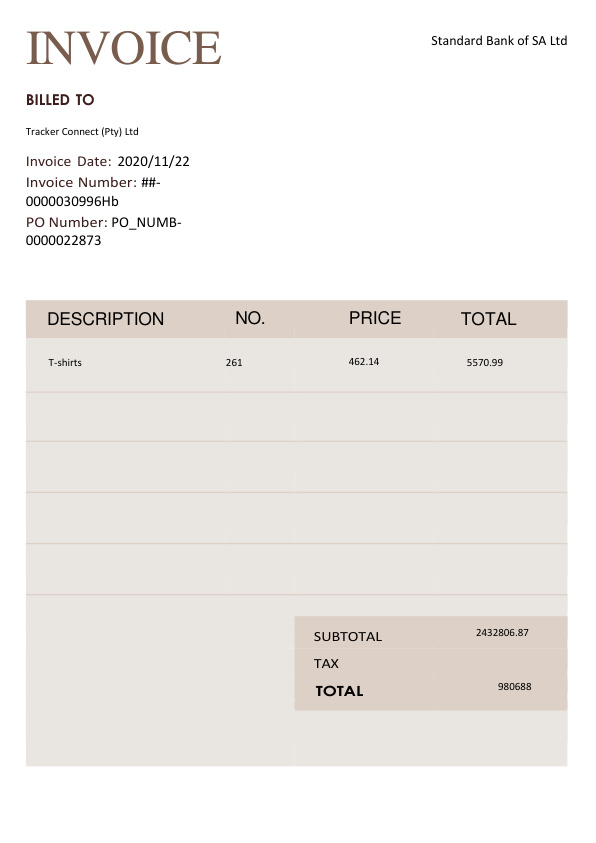 INVOICE
Standard Bank of SA Ltd
BILLED TO
Tracker Connect (Pty) Ltd
Invoice Date: 2020/11/22
Invoice Number: ##-
0000030996Hb
PO Number: PO_NUMB-
0000022873
DESCRIPTION NO. PRICE TOTAL
T-shirts 261 462.14 5570.99
SUBTOTAL 2432806.87
TAX
TOTAL 980688